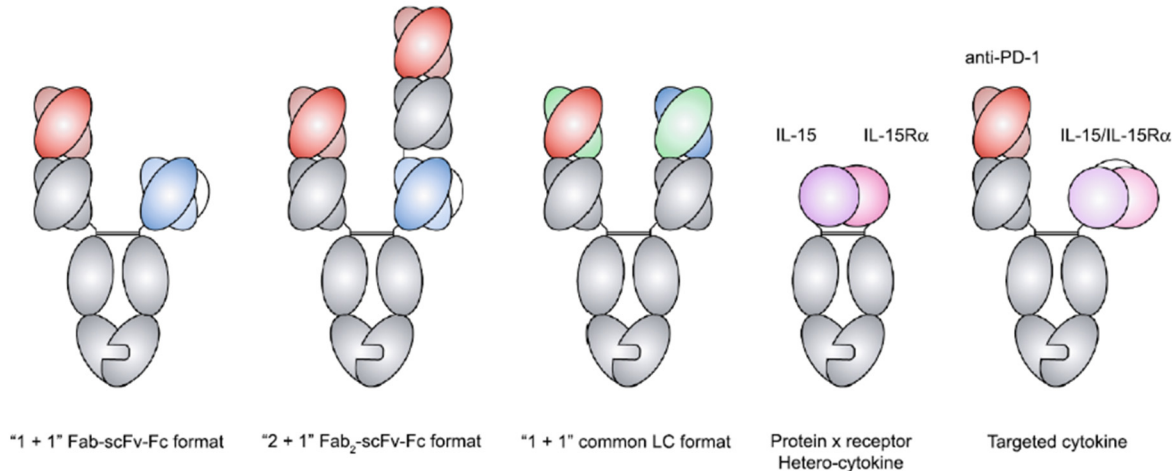 anti-PD-1
IL-15 IL-15Rα
IL-15/IL-15Rα
"1 + 1" Fab-scFv-Fc format
"2 + 1" Fab₂-scFv-Fc format
"1 + 1" common LC format
Protein x receptor
Hetero-cytokine
Targeted cytokine